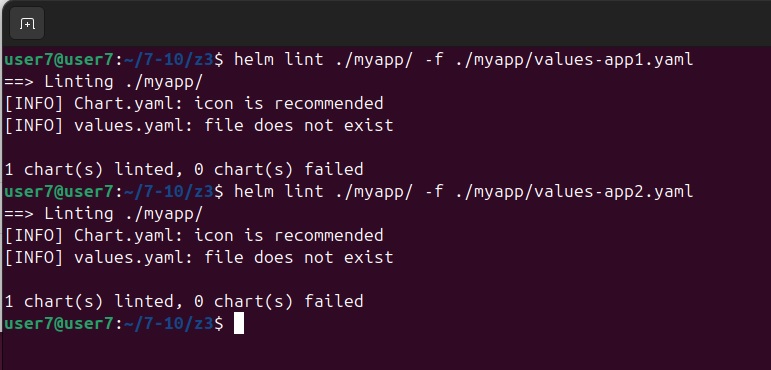 user7@user7:~/7-10/z3$ helm lint ./myapp/ -f ./myapp/values-app1.yaml
==> Linting ./myapp/
[INFO] Chart.yaml: icon is recommended
[INFO] values.yaml: file does not exist

1 chart(s) linted, 0 chart(s) failed
user7@user7:~/7-10/z3$ helm lint ./myapp/ -f ./myapp/values-app2.yaml
==> Linting ./myapp/
[INFO] Chart.yaml: icon is recommended
[INFO] values.yaml: file does not exist

1 chart(s) linted, 0 chart(s) failed
user7@user7:~/7-10/z3$